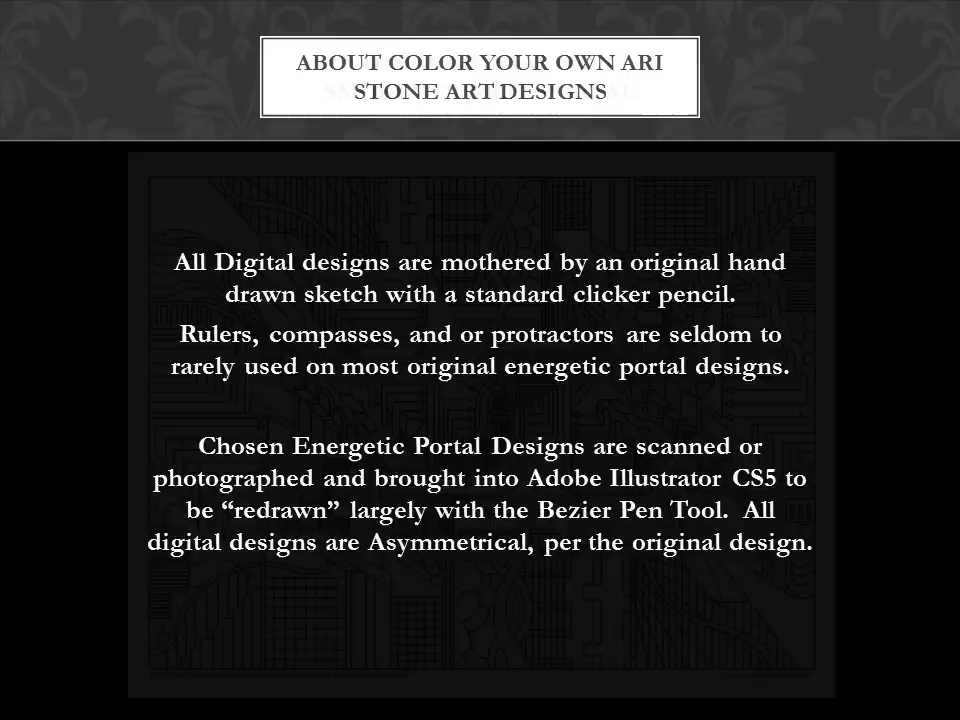 ABOUT COLOR YOUR OWN ARI
STONE ART DESIGNS
All Digital designs are mothered by an original hand
drawn sketch with a standard clicker pencil.
Rulers, compasses, and or protractors are seldom to
rarely used on most original energetic portal designs.
Chosen Energetic Portal Designs are scanned or
photographed and brought into Adobe Illustrator CS5 to
be “redrawn” largely with the Bezier Pen Tool. All
digital designs are Asymmetrical, per the original design.